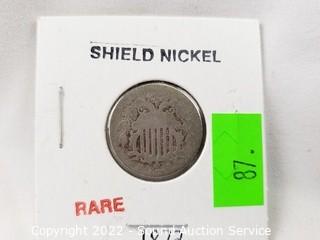 SHIELD NICKEL
87.
RARE
Copyright 2022 - Sound Auction Service